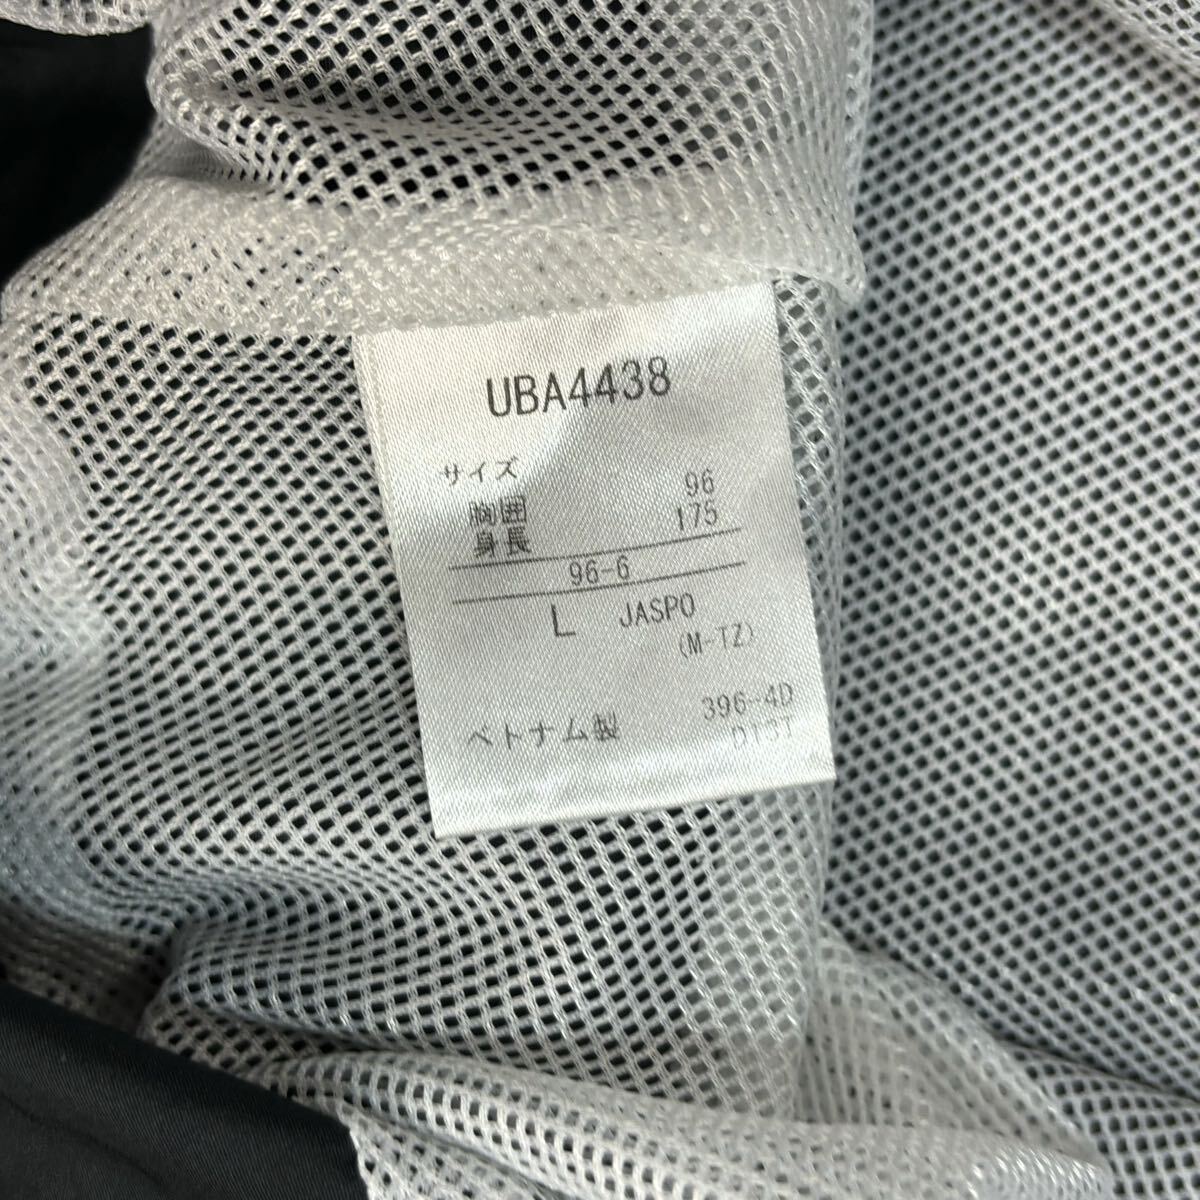 UBA4438
サイズ
胸囲 96
身長 175
96-6
L JASPO
(M-TZ)
396-4D
ベトナム製 D13T